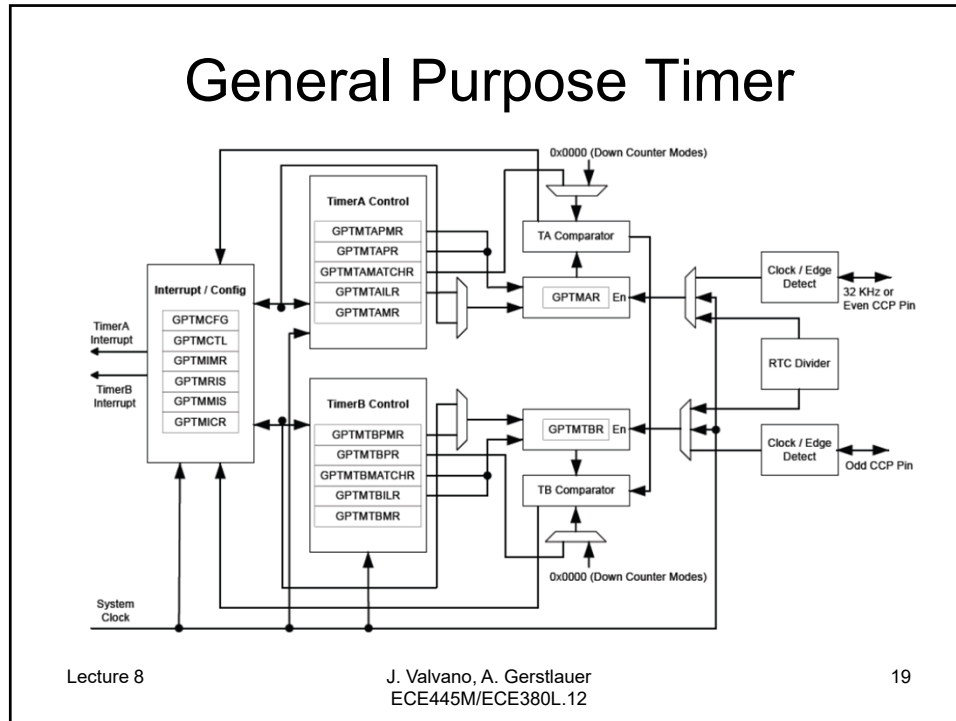 General Purpose Timer
0x0000 (Down Counter Modes)
TimerA Control
GPTMTAPMR
GPTMTAPR
GPTMTAMATCHR
GPTMTAILR
GPTMTAMR
TA Comparator
GPTMAR
En
Clock / Edge
Detect
32 KHz or
Even CCP Pin
Interrupt / Config
GPTMCFG
GPTMCTL
GPTMIMR
GPTMRIS
GPTMMIS
GPTMICR
TimerA
Interrupt
TimerB
Interrupt
RTC Divider
TimerB Control
GPTMTBPMR
GPTMTBPR
GPTMTBMATCHR
GPTMTBILR
GPTMTBMR
GPTMTBR
En
TB Comparator
Clock / Edge
Detect
Odd CCP Pin
0x0000 (Down Counter Modes)
System
Clock
Lecture 8
J. Valvano, A. Gerstlauer
ECE445M/ECE380L.12
19